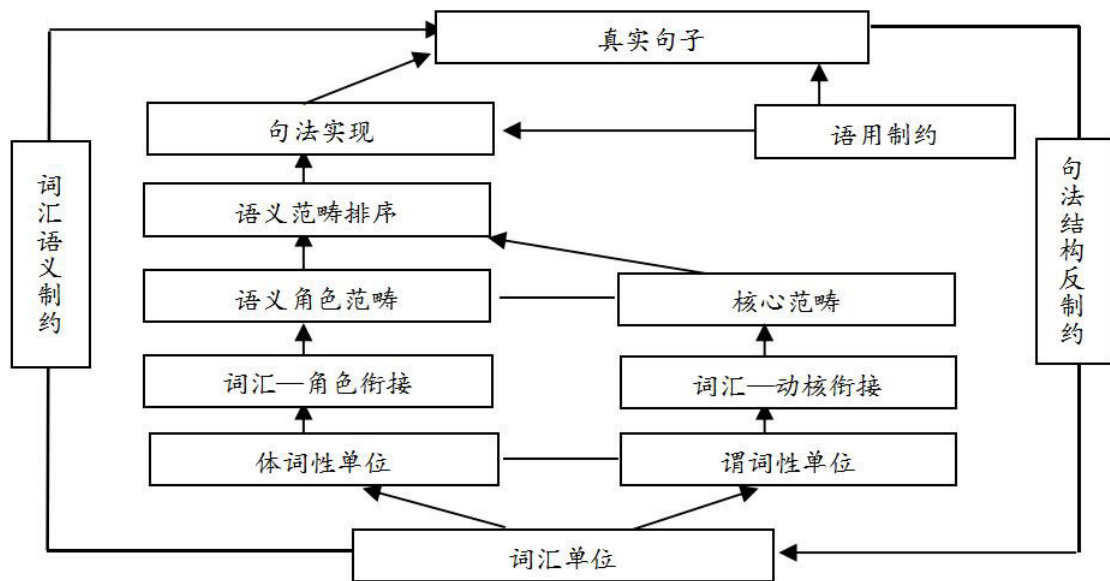 真实句子
句法实现
语用制约
词汇语义制约
句法结构反制约
语义范畴排序
语义角色范畴
核心范畴
词汇—角色衔接
词汇—动核衔接
体词性单位
谓词性单位
词汇单位